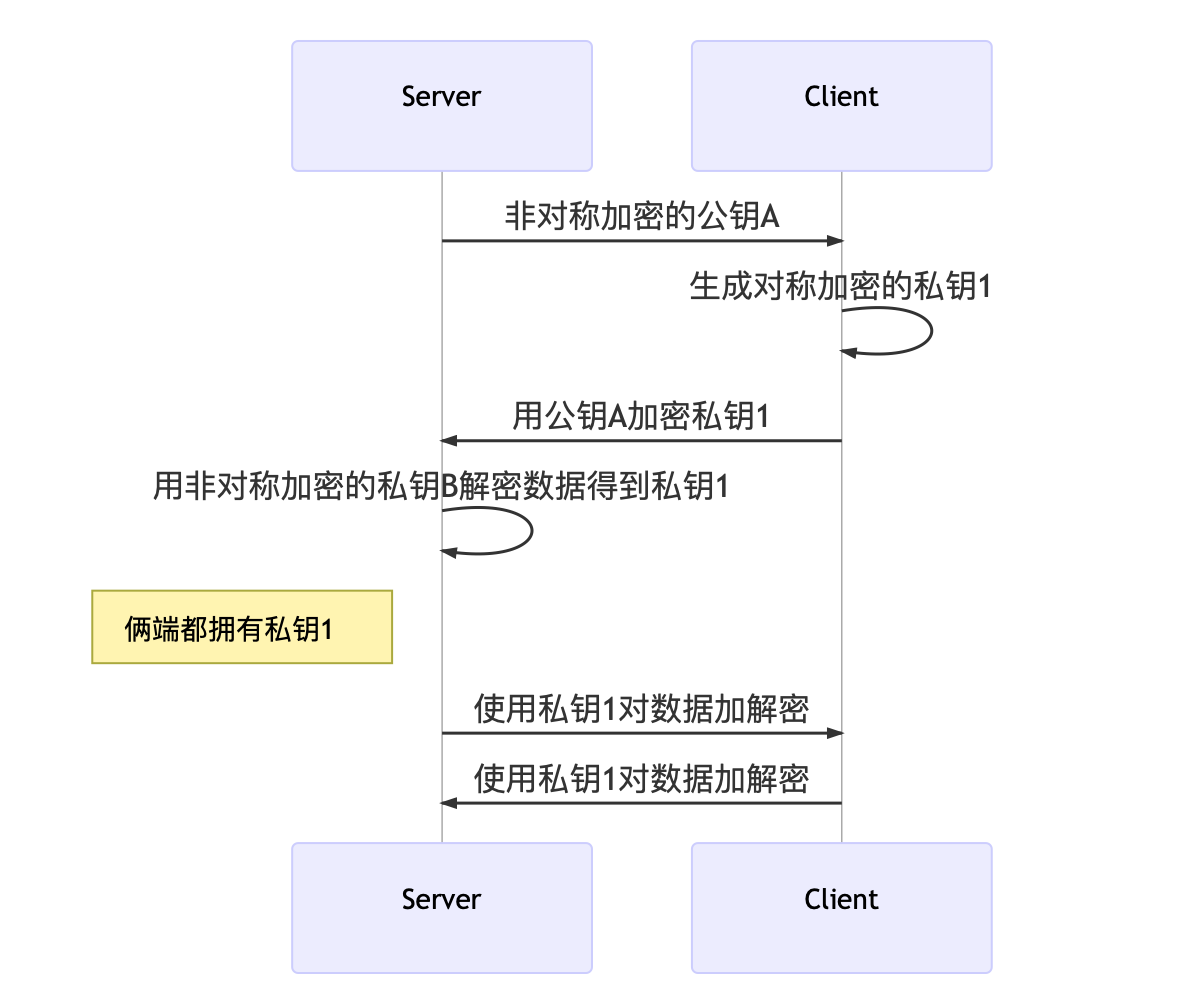 Server
Client
非对称加密的公钥A
生成对称加密的私钥1
用公钥A加密私钥1
用非对称加密的私钥B解密数据得到私钥1
俩端都拥有私钥1
使用私钥1对数据加解密
使用私钥1对数据加解密
Server
Client